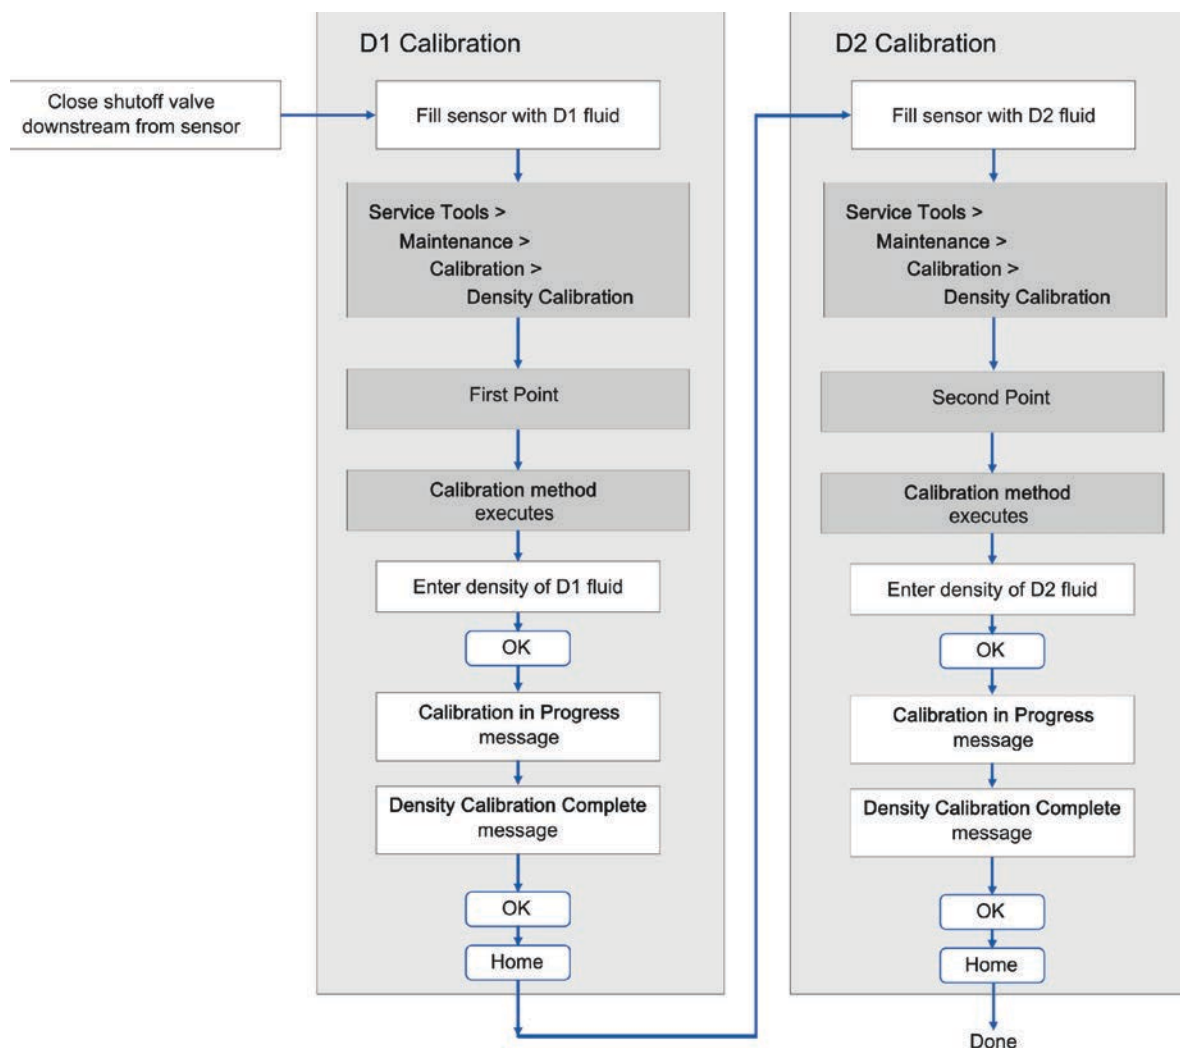 D1 Calibration
Close shutoff valve
downstream from sensor
Fill sensor with D1 fluid
Service Tools >
Maintenance >
Calibration >
Density Calibration
First Point
Calibration method
executes
Enter density of D1 fluid
OK
Calibration in Progress
message
Density Calibration Complete
message
OK
Home
D2 Calibration
Fill sensor with D2 fluid
Service Tools >
Maintenance >
Calibration >
Density Calibration
Second Point
Calibration method
executes
Enter density of D2 fluid
OK
Calibration in Progress
message
Density Calibration Complete
message
OK
Home
Done